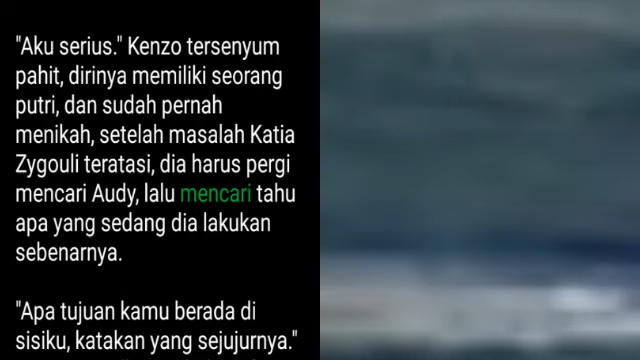 "Aku serius." Kenzo tersenyum
pahit, dirinya memiliki seorang
putri, dan sudah pernah
menikah, setelah masalah Katia
Zygouli teratasi, dia harus pergi
mencari Audy, lalu mencari tahu
apa yang sedang dia lakukan
sebenarnya.
"Apa tujuan kamu berada di
sisiku, katakan yang sejujurnya."